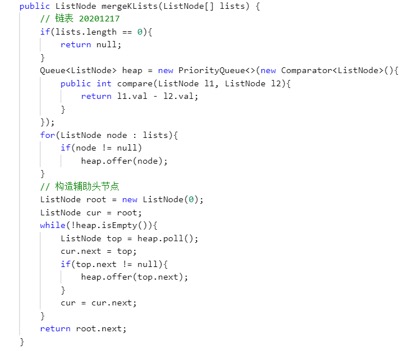 public ListNode mergeKLists(ListNode[] lists) {
    // 链表 20201217
    if(lists.length == 0){
        return null;
    }
    Queue<ListNode> heap = new PriorityQueue<>(new Comparator<ListNode>(){
        public int compare(ListNode l1, ListNode l2){
            return l1.val - l2.val;
        }
    });
    for(ListNode node : lists){
        if(node != null)
            heap.offer(node);
    }
    // 构造辅助头节点
    ListNode root = new ListNode(0);
    ListNode cur = root;
    while(!heap.isEmpty()){
        ListNode top = heap.poll();
        cur.next = top;
        if(top.next != null){
            heap.offer(top.next);
        }
        cur = cur.next;
    }
    return root.next;
}